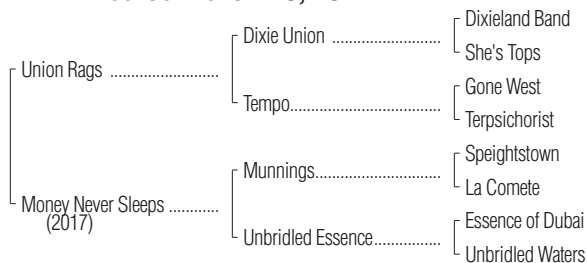 Dixieland Band
Dixie Union
She's Tops
Union Rags
Gone West
Tempo
Terpsichorist
Speightstown
Munnings
La Comete
Money Never Sleeps
(2017)
Essence of Dubai
Unbridled Essence
Unbridled Waters